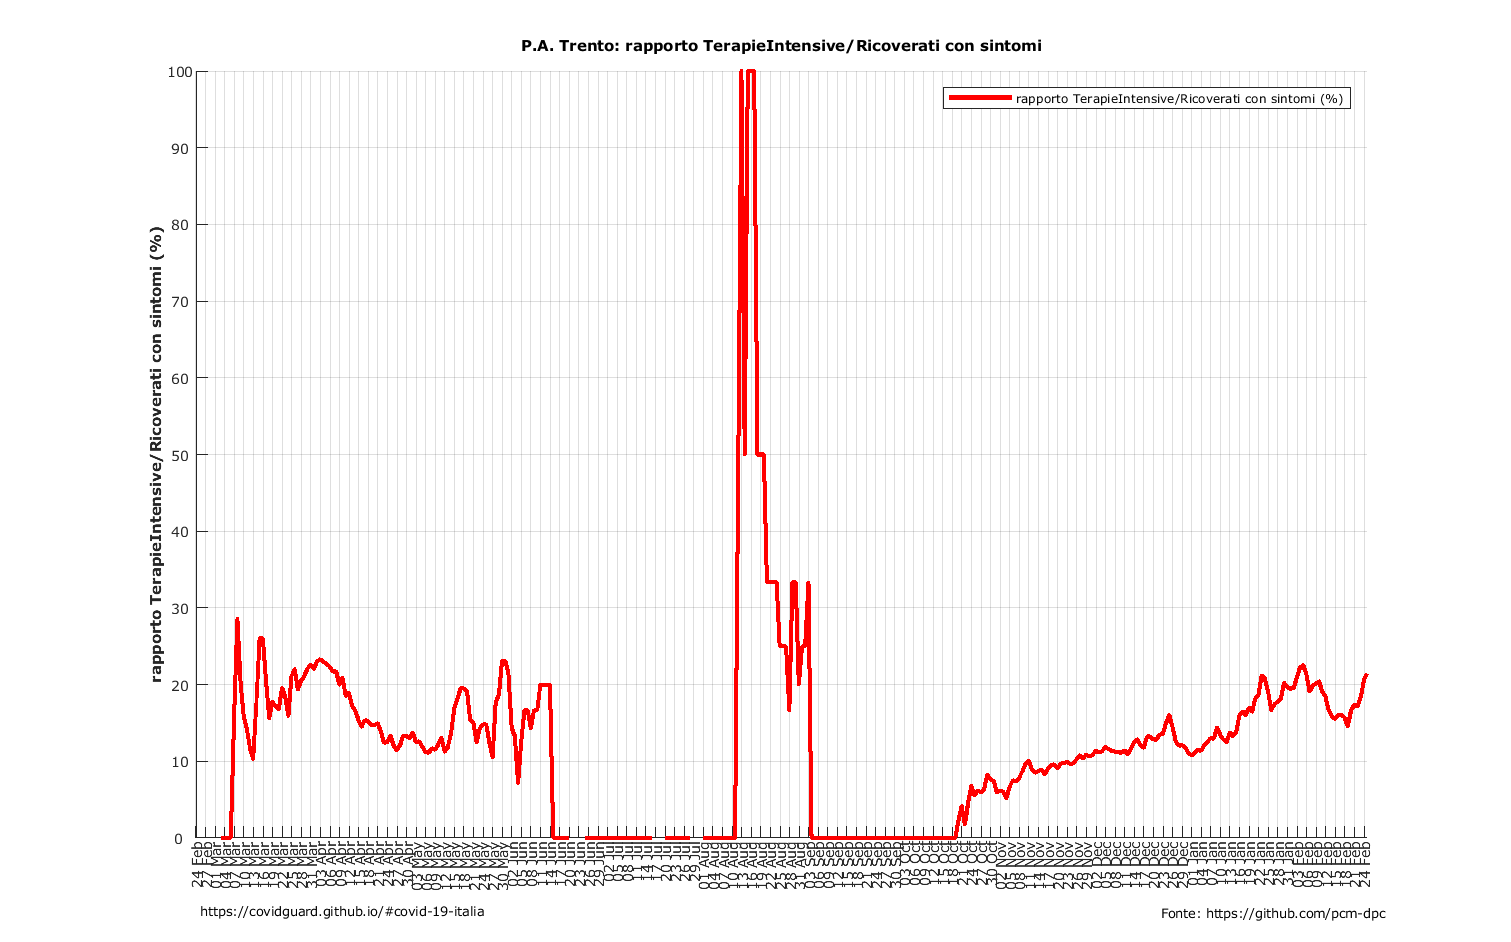 P.A. Trento: rapporto TerapieIntensive/Ricoverati con sintomi
rapporto TerapieIntensive/Ricoverati con sintomi (%)
rapporto TerapieIntensive/Ricoverati con sintomi (%)
100
90
80
70
60
50
40
30
20
10
0
24 Feb
27 Feb
01 Mar
04 Mar
07 Mar
10 Mar
13 Mar
16 Mar
19 Mar
22 Mar
25 Mar
28 Mar
31 Mar
03 Apr
06 Apr
09 Apr
12 Apr
15 Apr
18 Apr
21 Apr
24 Apr
27 Apr
30 Apr
03 May
06 May
09 May
12 May
15 May
18 May
21 May
24 May
27 May
30 May
02 Jun
05 Jun
08 Jun
11 Jun
14 Jun
17 Jun
20 Jun
23 Jun
26 Jun
29 Jun
02 Jul
05 Jul
08 Jul
11 Jul
14 Jul
17 Jul
20 Jul
23 Jul
26 Jul
29 Jul
01 Aug
04 Aug
07 Aug
10 Aug
13 Aug
16 Aug
19 Aug
22 Aug
25 Aug
28 Aug
31 Aug
03 Sep
06 Sep
09 Sep
12 Sep
15 Sep
18 Sep
21 Sep
24 Sep
27 Sep
30 Sep
03 Oct
06 Oct
09 Oct
12 Oct
15 Oct
18 Oct
21 Oct
24 Oct
27 Oct
30 Oct
02 Nov
05 Nov
08 Nov
11 Nov
14 Nov
17 Nov
20 Nov
23 Nov
26 Nov
29 Nov
02 Dec
05 Dec
08 Dec
11 Dec
14 Dec
17 Dec
20 Dec
23 Dec
26 Dec
29 Dec
01 Jan
04 Jan
07 Jan
10 Jan
13 Jan
16 Jan
19 Jan
22 Jan
25 Jan
28 Jan
31 Jan
03 Feb
06 Feb
09 Feb
12 Feb
15 Feb
18 Feb
21 Feb
24 Feb
https://covidguard.github.io/#covid-19-italia
Fonte: https://github.com/pcm-dpc